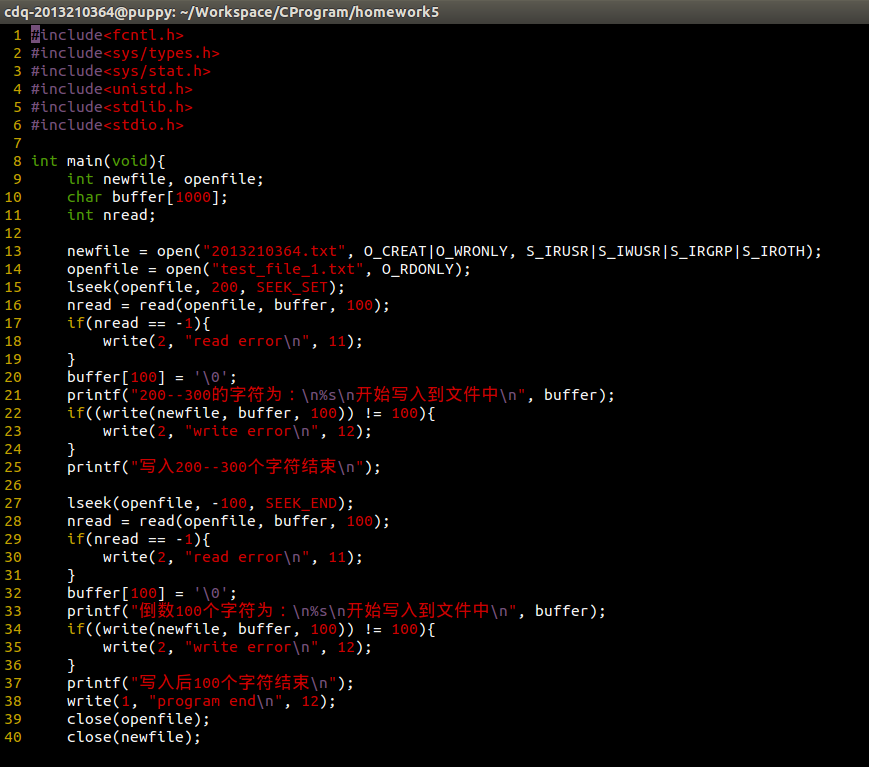 cdq-2013210364@puppy: ~/Workspace/CProgram/homework5
1 #include<fcntl.h>
2 #include<sys/types.h>
3 #include<sys/stat.h>
4 #include<unistd.h>
5 #include<stdlib.h>
6 #include<stdio.h>
7
8 int main(void){
9     int newfile, openfile;
10     char buffer[1000];
11     int nread;
12
13     newfile = open("2013210364.txt", O_CREAT|O_WRONLY, S_IRUSR|S_IWUSR|S_IRGRP|S_IROTH);
14     openfile = open("test_file_1.txt", O_RDONLY);
15     lseek(openfile, 200, SEEK_SET);
16     nread = read(openfile, buffer, 100);
17     if(nread == -1){
18         write(2, "read error\n", 11);
19     }
20     buffer[100] = '\0';
21     printf("200--300的字符为：\n%s\n开始写入到文件中\n", buffer);
22     if((write(newfile, buffer, 100)) != 100){
23         write(2, "write error\n", 12);
24     }
25     printf("写入200--300个字符结束\n");
26
27     lseek(openfile, -100, SEEK_END);
28     nread = read(openfile, buffer, 100);
29     if(nread == -1){
30         write(2, "read error\n", 11);
31     }
32     buffer[100] = '\0';
33     printf("倒数100个字符为：\n%s\n开始写入到文件中\n", buffer);
34     if((write(newfile, buffer, 100)) != 100){
35         write(2, "write error\n", 12);
36     }
37     printf("写入后100个字符结束\n");
38     write(1, "program end\n", 12);
39     close(openfile);
40     close(newfile);